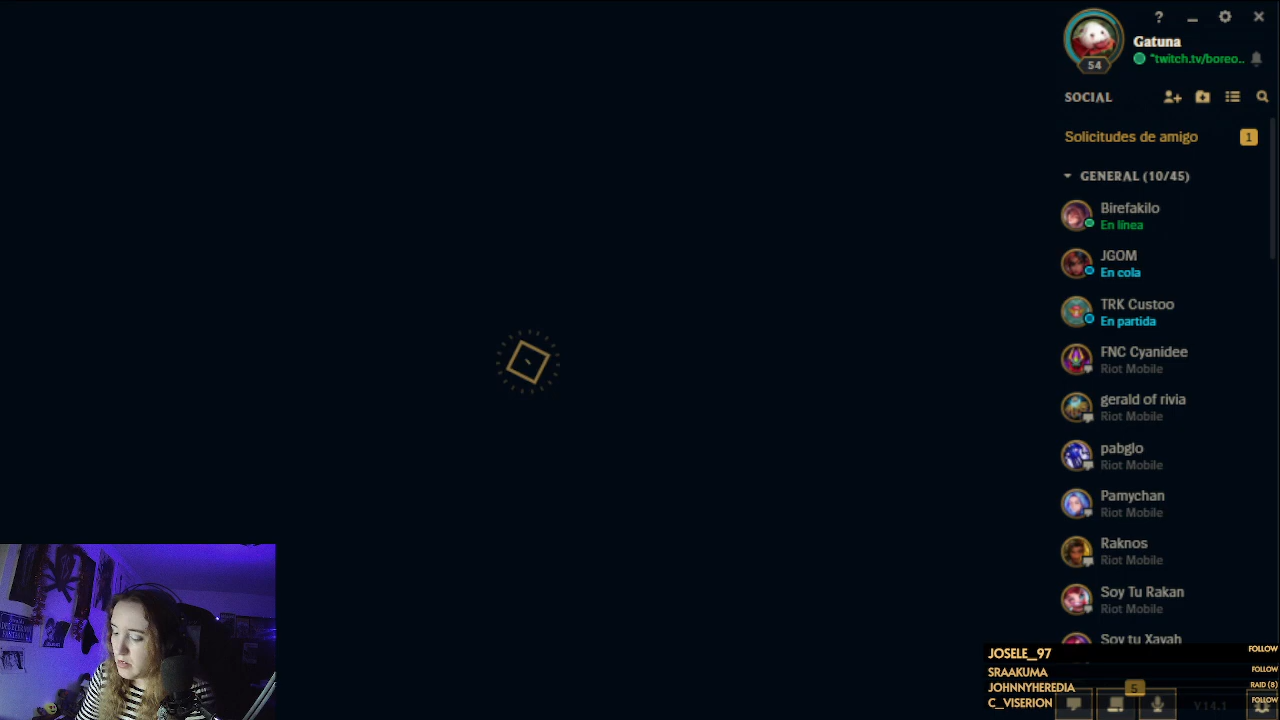 ?
Gatuna
54
"twitch.tv/boreo..
SOCIAL
Solicitudes de amigo
1
GENERAL (10/45)
Birefakilo
En línea
JGOM
En cola
TRK Custoo
En partida
FNC Cyanidee
Riot Mobile
gerald of rivia
Riot Mobile
pabglo
Riot Mobile
Pamychan
Riot Mobile
Raknos
Riot Mobile
Soy Tu Rakan
Riot Mobile
Soy tu Xayah
JOSELE_97 FOLLOW
SRAAKUMA FOLLOW
JOHNNYHEREDIA RAID (8)
C_VISERION FOLLOW
5
V14.1